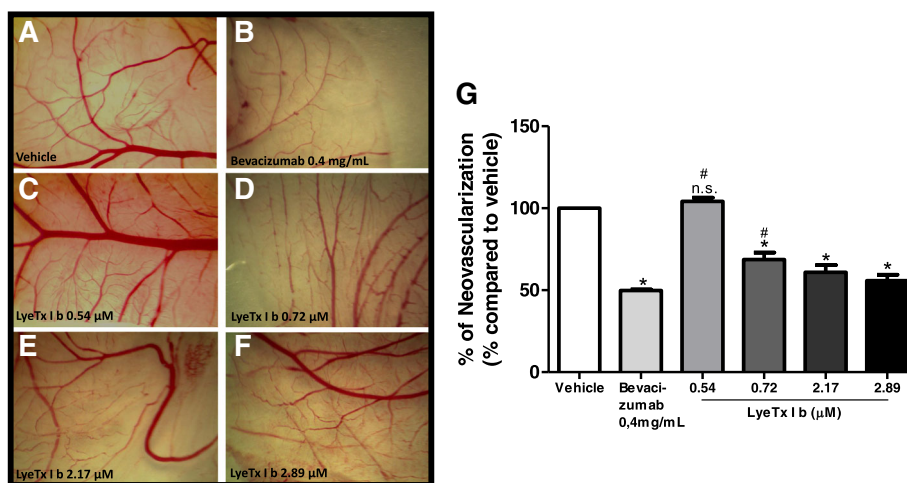 A
Vehicle
B
Bevacizumab 0.4 mg/mL
C
LyeTx I b 0.54 µM
D
LyeTx I b 0.72 µM
E
LyeTx I b 2.17 µM
F
LyeTx I b 2.89 µM
G
% of Neovascularization
(% compared to vehicle)
150
100
50
0
#
n.s.
#
*
*
*
*
Vehicle
Bevaci-
zumab
0,4mg/mL
0.54
0.72
2.17
2.89
LyeTx I b (µM)